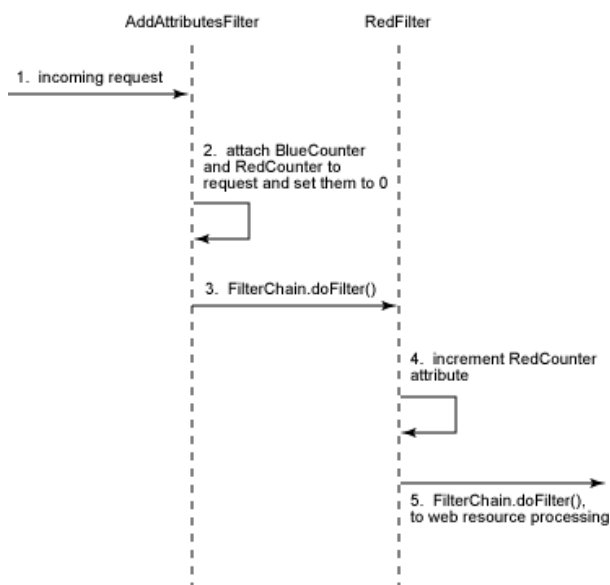 AddAttributesFilter
RedFilter
1. incoming request
2. attach BlueCounter
and RedCounter to
request and set them to 0
3. FilterChain.doFilter()
4. increment RedCounter
attribute
5. FilterChain.doFilter(),
to web resource processing